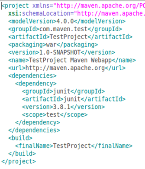 <project xmlns="http://maven.apache.org/PO
xsi:schemaLocation="http://maven.apache.
<modelVersion>4.0.0</modelVersion>
<groupId>com.maven.test</groupId>
<artifactId>TestProject</artifactId>
<packaging>war</packaging>
<version>1.0-SNAPSHOT</version>
<name>TestProject Maven Webapp</name>
<url>http://maven.apache.org</url>
<dependencies>
<dependency>
<groupId>junit</groupId>
<artifactId>junit</artifactId>
<version>3.8.1</version>
<scope>test</scope>
</dependency>
</dependencies>
<build>
<finalName>TestProject</finalName>
</build>
</project>